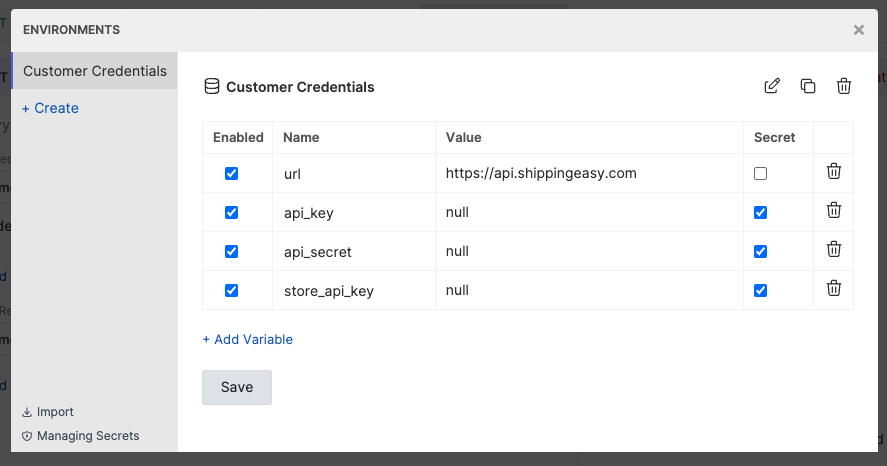 ENVIRONMENTS
Customer Credentials
+ Create
Customer Credentials
Enabled Name Value Secret
url https://api.shippingeasy.com
api_key null
api_secret null
store_api_key null
+ Add Variable
Save
Import
Managing Secrets